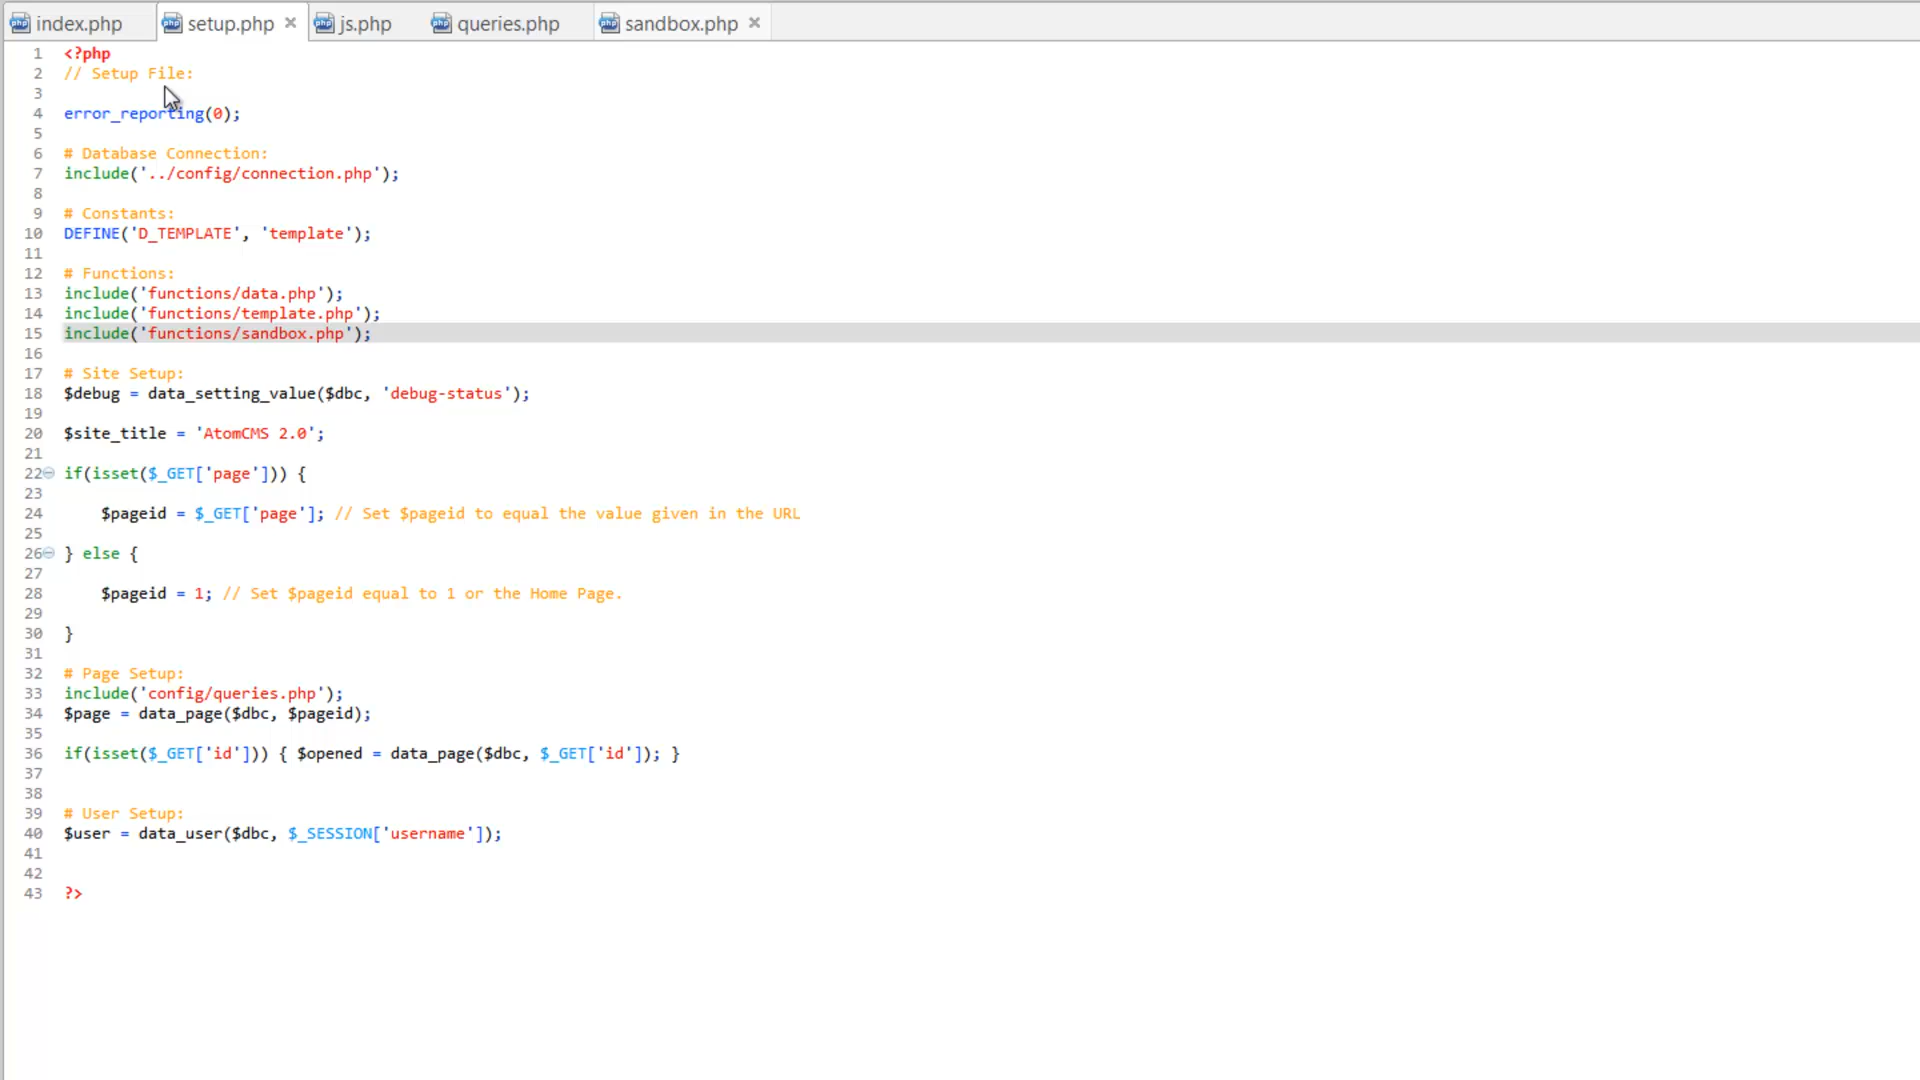 index.php setup.php js.php queries.php sandbox.php
1 <?php
2 // Setup File:
3
4 error_reporting(0);
5
6 # Database Connection:
7 include('../config/connection.php');
8
9 # Constants:
10 DEFINE('D_TEMPLATE', 'template');
11
12 # Functions:
13 include('functions/data.php');
14 include('functions/template.php');
15 include('functions/sandbox.php');
16
17 # Site Setup:
18 $debug = data_setting_value($dbc, 'debug-status');
19
20 $site_title = 'AtomCMS 2.0';
21
22 if(isset($_GET['page'])) {
23
24 $pageid = $_GET['page']; // Set $pageid to equal the value given in the URL
25
26 } else {
27
28 $pageid = 1; // Set $pageid equal to 1 or the Home Page.
29
30 }
31
32 # Page Setup:
33 include('config/queries.php');
34 $page = data_page($dbc, $pageid);
35
36 if(isset($_GET['id'])) { $opened = data_page($dbc, $_GET['id']); }
37
38
39 # User Setup:
40 $user = data_user($dbc, $_SESSION['username']);
41
42
43 ?>